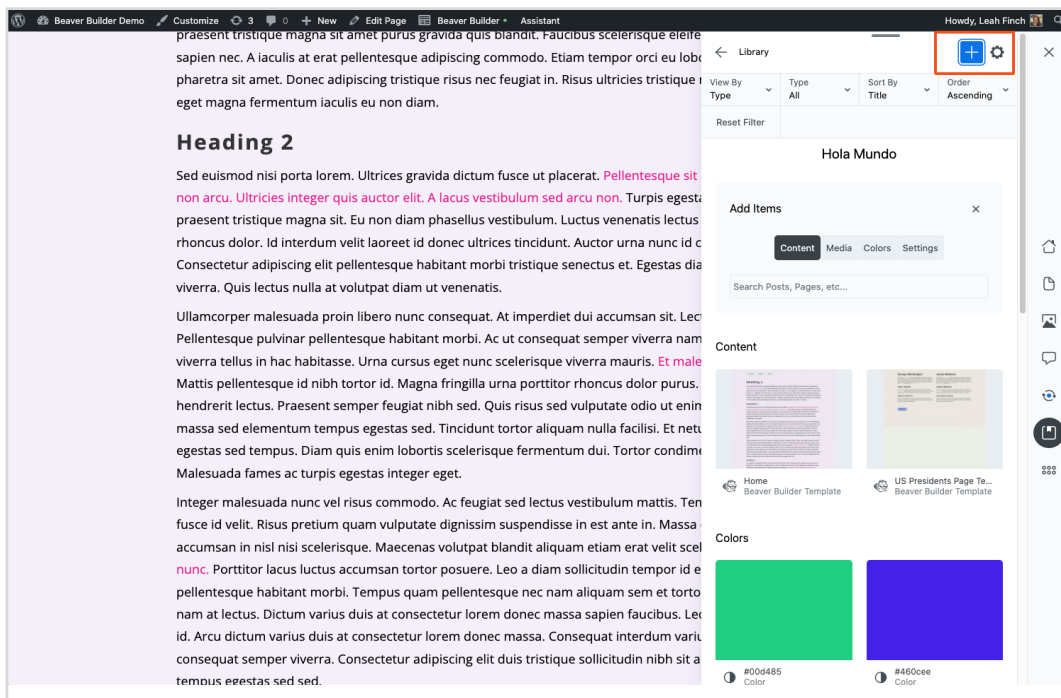 Beaver Builder Demo Customize 3 0 + New Edit Page Beaver Builder • Assistant Howdy, Leah Finch
praesent tristique magna sit amet purus gravida quis blandit. Faucibus scelerisque eleife
sapien nec. A iaculis at erat pellentesque adipiscing commodo. Etiam tempor orci eu lobo
pharetra sit amet. Donec adipiscing tristique risus nec feugiat in. Risus ultricies tristique
eget magna fermentum iaculis eu non diam.
Heading 2
Sed euismod nisi porta lorem. Ultrices gravida dictum fusce ut placerat. Pellentesque sit
non arcu. Ultricies integer quis auctor elit. A lacus vestibulum sed arcu non. Turpis egesta
praesent tristique magna sit. Eu non diam phasellus vestibulum. Luctus venenatis lectus
rhoncus dolor. Id interdum velit laoreet id donec ultrices tincidunt. Auctor urna nunc id c
Consectetur adipiscing elit pellentesque habitant morbi tristique senectus et. Egestas dia
viverra. Quis lectus nulla at volutpat diam ut venenatis.
Ullamcorper malesuada proin libero nunc consequat. At imperdiet dui accumsan sit. Lect
Pellentesque pulvinar pellentesque habitant morbi. Ac ut consequat semper viverra nam
viverra tellus in hac habitasse. Urna cursus eget nunc scelerisque viverra mauris. Et male
Mattis pellentesque id nibh tortor id. Magna fringilla urna porttitor rhoncus dolor purus.
hendrerit lectus. Praesent semper feugiat nibh sed. Quis risus sed vulputate odio ut enim
massa sed elementum tempus egestas sed. Tincidunt tortor aliquam nulla facilisi. Et netu
egestas sed tempus. Diam quis enim lobortis scelerisque fermentum dui. Tortor condime
Malesuada fames ac turpis egestas integer eget.
Integer malesuada nunc vel risus commodo. Ac feugiat sed lectus vestibulum mattis. Tem
fusce id velit. Risus pretium quam vulputate dignissim suspendisse in est ante in. Massa
accumsan in nisl nisi scelerisque. Maecenas volutpat blandit aliquam etiam erat velit scel
nunc. Porttitor lacus luctus accumsan tortor posuere. Leo a diam sollicitudin tempor id e
pellentesque habitant morbi. Tempus quam pellentesque nec nam aliquam sem et torto
nam at lectus. Dictum varius duis at consectetur lorem donec massa sapien faucibus. Lec
id. Arcu dictum varius duis at consectetur lorem donec massa. Consequat interdum variu
consequat semper viverra. Consectetur adipiscing elit duis tristique sollicitudin nibh sit a
tempus egestas sed sed.
Library
View By Type Sort By Order
Type All Title Ascending
Reset Filter
Hola Mundo
Add Items
Content Media Colors Settings
Search Posts, Pages, etc...
Content
Home US Presidents Page Te...
Beaver Builder Template Beaver Builder Template
Colors
#00d485 #460cee
Color Color